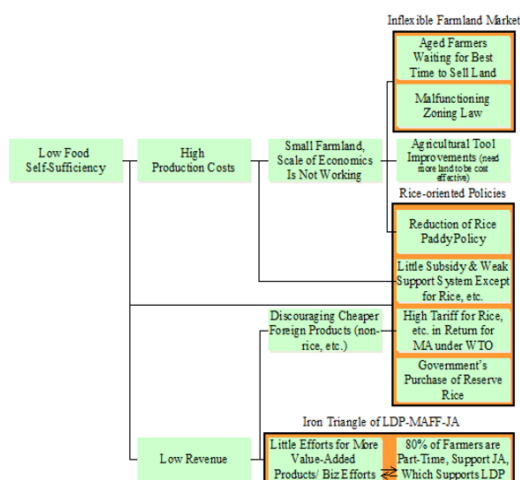 Inflexible Farmland Market
Aged Farmers
Waiting for Best
Time to Sell Land
Malfunctioning
Zoning Law
Low Food
Self-Sufficiency
High
Production Costs
Small Farmland,
Scale of Economics
Is Not Working
Agricultural Tool
Improvements (need
more land to be cost
effective)
Rice-oriented Policies
Reduction of Rice
Paddy Policy
Little Subsidy & Weak
Support System Except
for Rice, etc.
Discouraging Cheaper
Foreign Products (non-
rice, etc.)
High Tariff for Rice,
etc. in Return for
MA under WTO
Government's
Purchase of Reserve
Rice
Iron Triangle of LDP-MAFF-JA
Low Revenue
Little Efforts for More
Value-Added
Products/ Biz Efforts
80% of Farmers are
Part-Time, Support JA,
Which Supports LDP